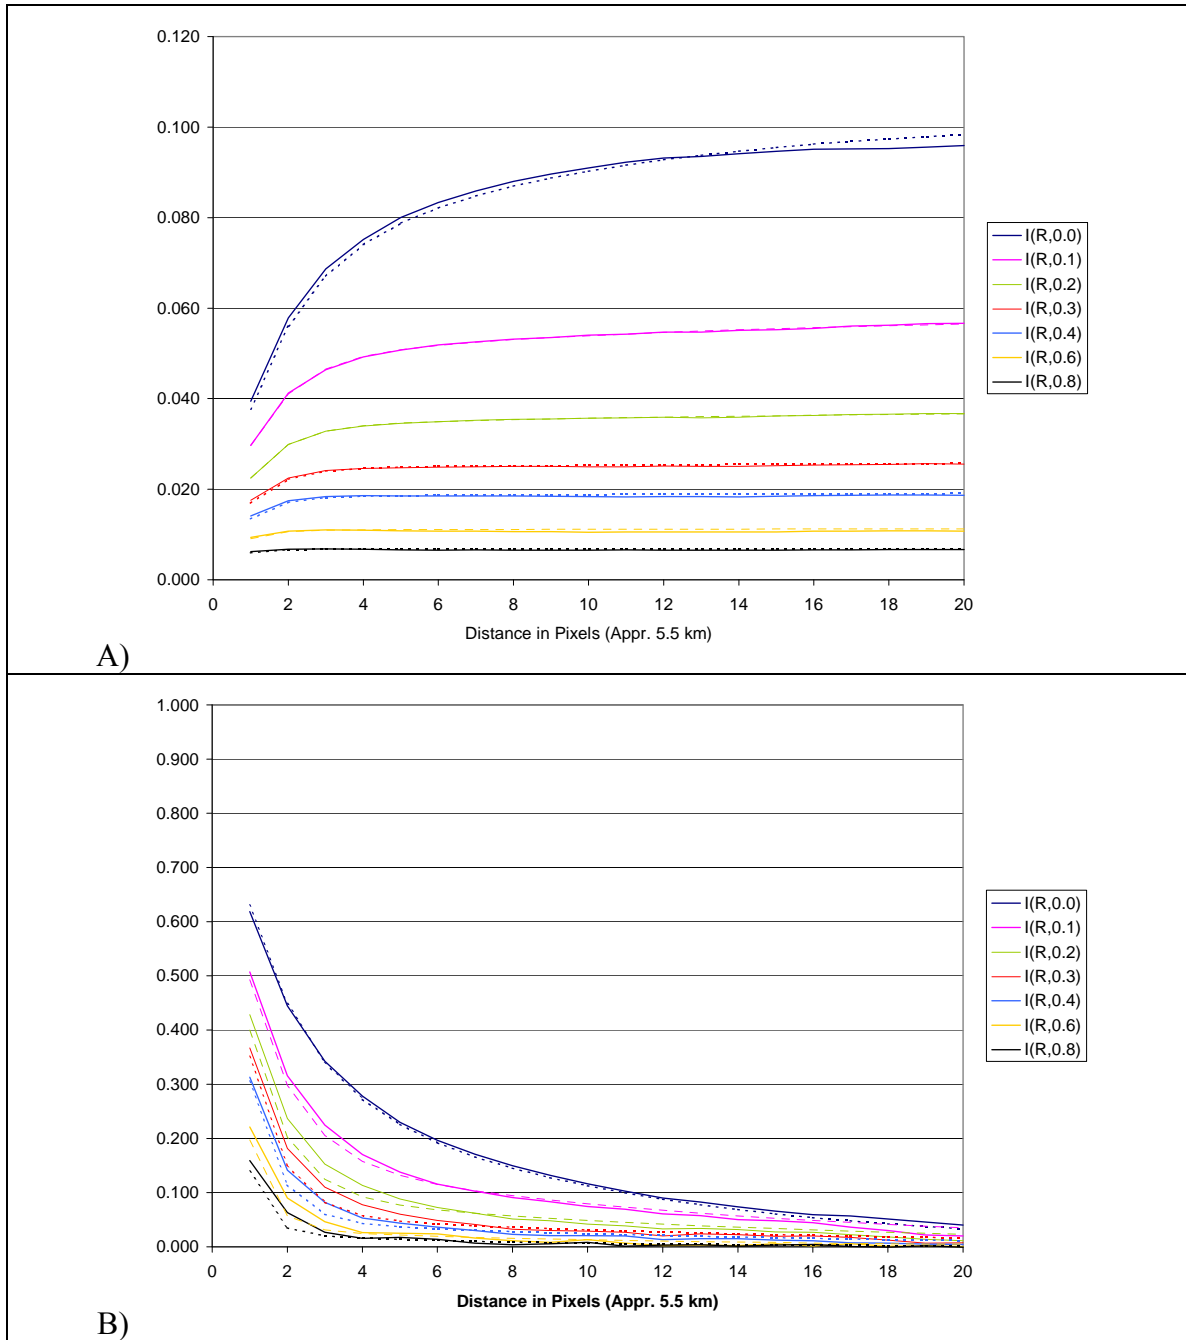 0.120
0.100
0.080
0.060
0.040
0.020
0.000
0 2 4 6 8 10 12 14 16 18 20
Distance in Pixels (Appr. 5.5 km)
I(R,0.0)
I(R,0.1)
I(R,0.2)
I(R,0.3)
I(R,0.4)
I(R,0.6)
I(R,0.8)
A)
1.000
0.900
0.800
0.700
0.600
0.500
0.400
0.300
0.200
0.100
0.000
0 2 4 6 8 10 12 14 16 18 20
Distance in Pixels (Appr. 5.5 km)
I(R,0.0)
I(R,0.1)
I(R,0.2)
I(R,0.3)
I(R,0.4)
I(R,0.6)
I(R,0.8)
B)